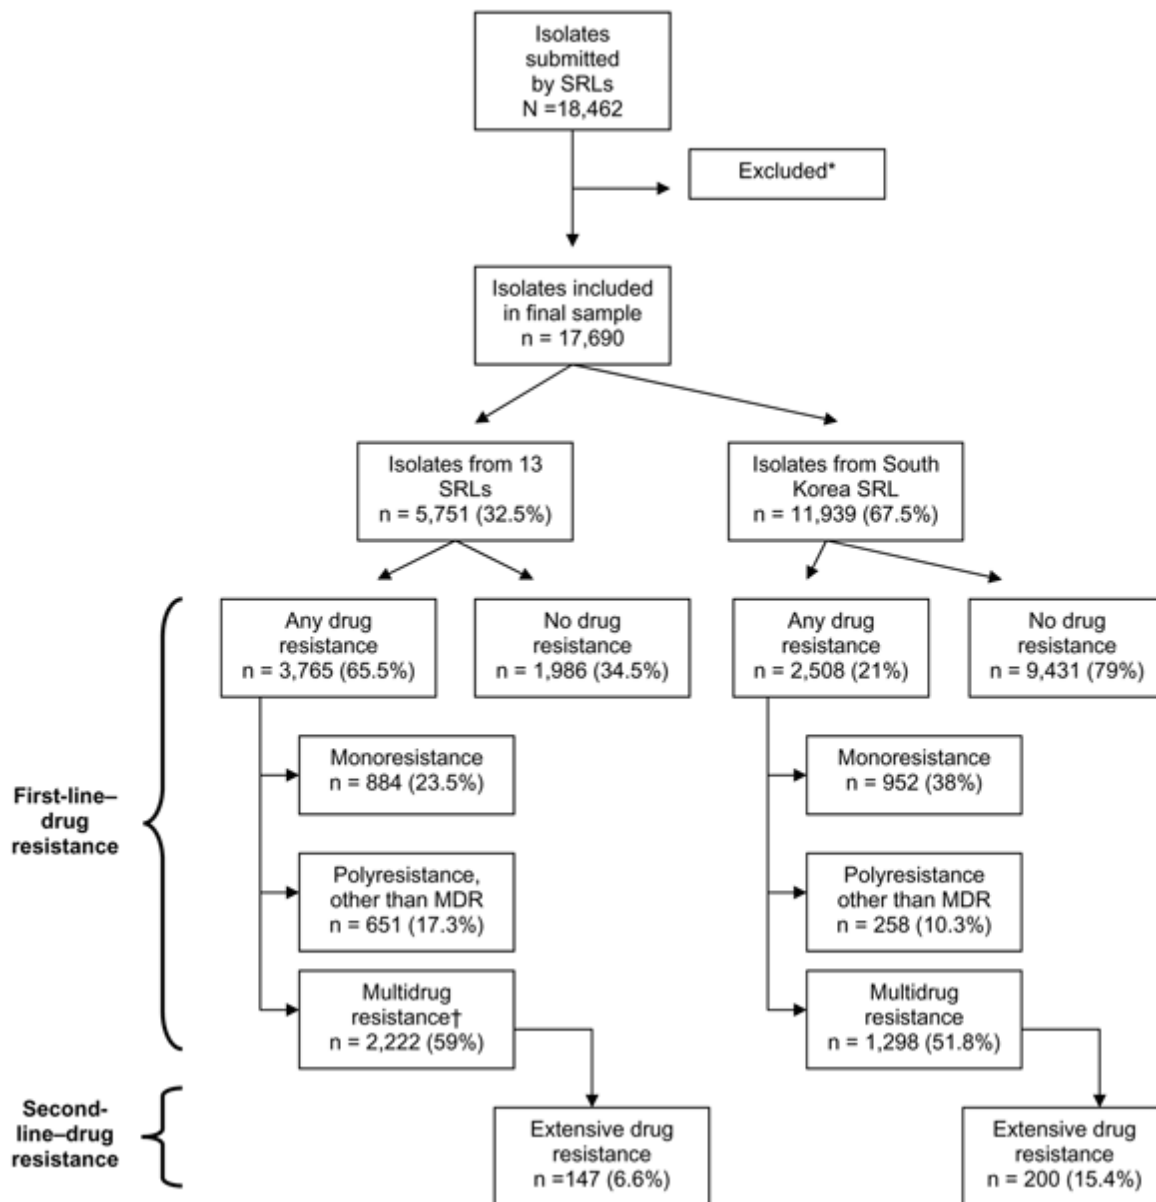 Isolates
submitted
by SRLs
N =18,462
Excluded*
Isolates included
in final sample
n = 17,690
Isolates from 13
SRLs
n = 5,751 (32.5%)
Isolates from South
Korea SRL
n = 11,939 (67.5%)
Any drug
resistance
n = 3,765 (65.5%)
No drug
resistance
n = 1,986 (34.5%)
Any drug
resistance
n = 2,508 (21%)
No drug
resistance
n = 9,431 (79%)
First-line–
drug
resistance
Monoresistance
n = 884 (23.5%)
Monoresistance
n = 952 (38%)
Polyresistance,
other than MDR
n = 651 (17.3%)
Polyresistance
other than MDR
n = 258 (10.3%)
Multidrug
resistance†
n = 2,222 (59%)
Multidrug
resistance
n = 1,298 (51.8%)
Second-
line–drug
resistance
Extensive drug
resistance
n =147 (6.6%)
Extensive drug
resistance
n = 200 (15.4%)